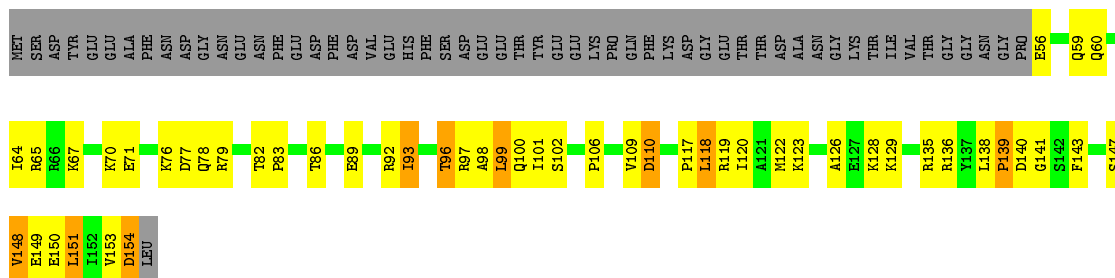 MET SER ASP TYR GLU GLU ALA PHE ASN ASP GLY ASN GLU ASN PHE GLU ASP PHE ASP VAL GLU HIS PHE SER ASP GLU GLU THR TYR GLU GLU LYS PRO GLN PHE LYS ASP GLY GLU THR THR ASP ALA ASN GLY LYS THR ILE VAL THR GLY GLY ASN GLY PRO E56 Q59 Q60
I64 R65 R66 K67 K70 E71 K76 D77 Q78 R79 T82 P83 T86 E89 R92 I93 T96 R97 A98 L99 Q100 I101 S102 P106 V109 D110 P117 L118 R119 I120 A121 M122 K123 A126 E127 K128 K129 R135 R136 Y137 L138 P139 D140 G141 S142 F143 S147
V148 E149 E150 L151 I152 V153 D154 LEU